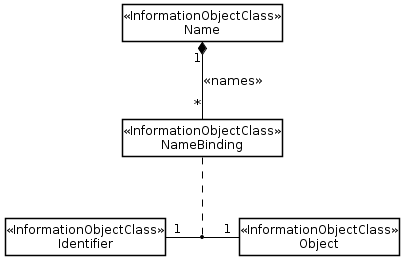 «InformationObjectClass»
Name
1
«names»
*
«InformationObjectClass»
NameBinding
«InformationObjectClass»
Identifier
1
1
«InformationObjectClass»
Object